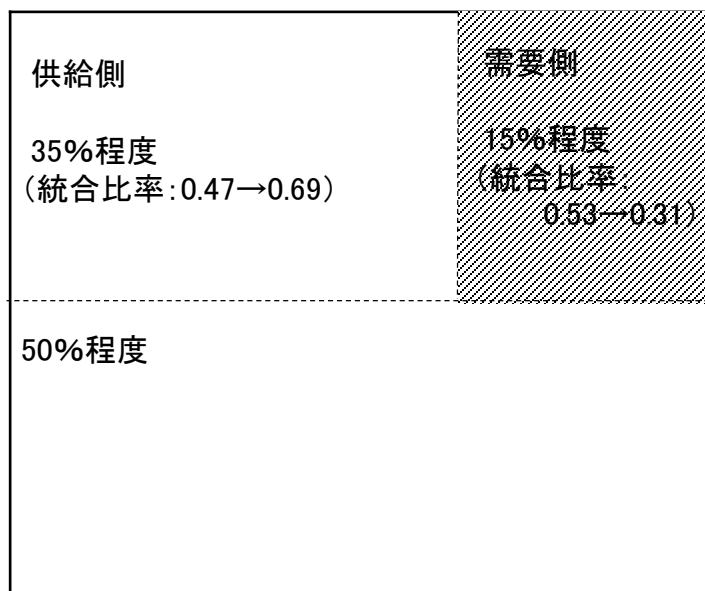 供給側
35%程度
（統合比率：0.47→0.69）
需要側
15%程度
（統合比率：
0.53→0.31）
50%程度